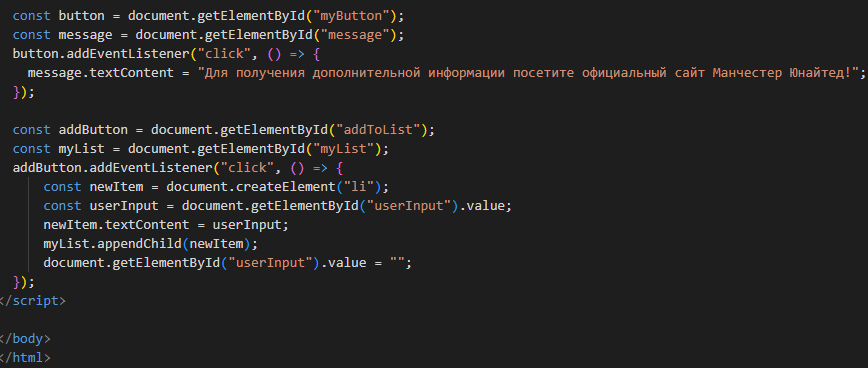 const button = document.getElementById("myButton");
const message = document.getElementById("message");
button.addEventListener("click", () => {
message.textContent = "Для получения дополнительной информации посетите официальный сайт Манчестер Юнайтед!";
});
const addButton = document.getElementById("addToList");
const myList = document.getElementById("myList");
addButton.addEventListener("click", () => {
const newItem = document.createElement("li");
const userInput = document.getElementById("userInput").value;
newItem.textContent = userInput;
myList.appendChild(newItem);
document.getElementById("userInput").value = "";
});
</script>
</body>
</html>